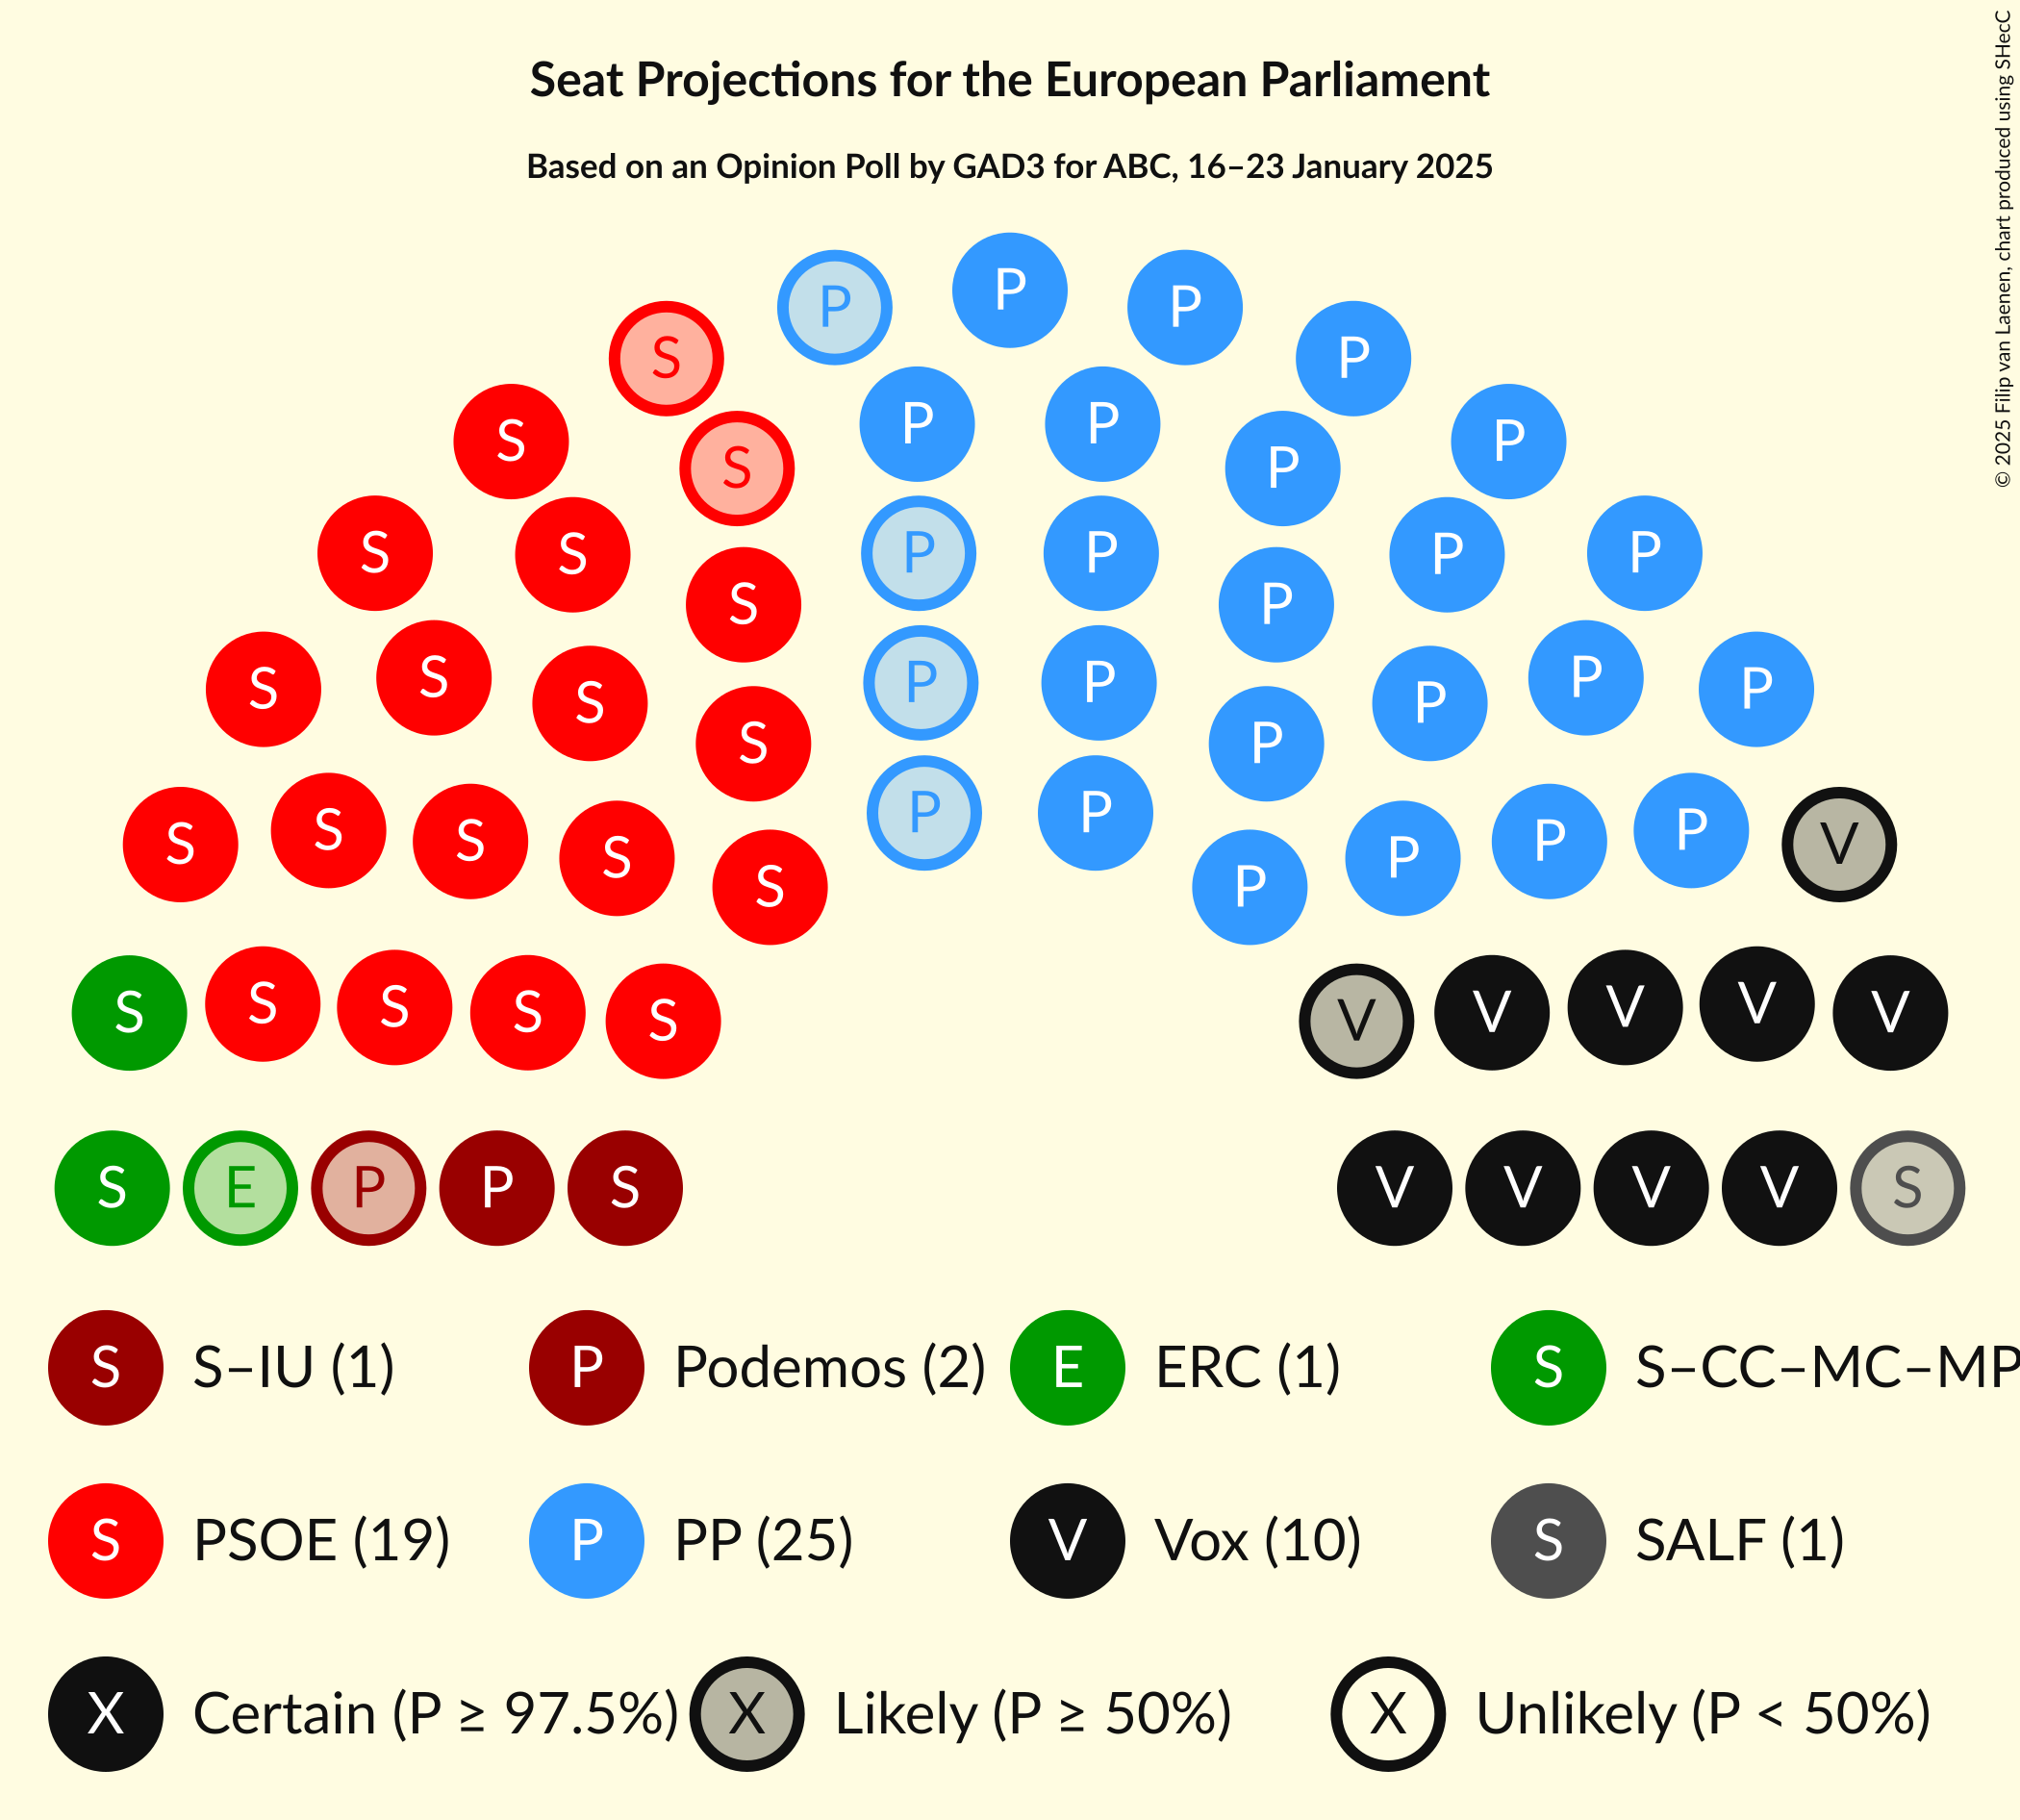 Seat Projections for the European Parliament
Based on an Opinion Poll by GAD3 for ABC, 16–23 January 2025
© 2025 Filip van Laenen, chart produced using SHecC
P
P P
P P
S P
P P
S P
S P
S P
P P
S S P P
S P
S P
S P
P P
S P
S P
S P
P P
S S S S P P P V
S P
S S S S S V V V V V
S E P P S V V V V S
S S–IU (1) P Podemos (2) E ERC (1) S S–CC–MC–MP
S PSOE (19) P PP (25) V Vox (10) S SALF (1)
X Certain (P ≥ 97.5%) X Likely (P ≥ 50%) X Unlikely (P < 50%)